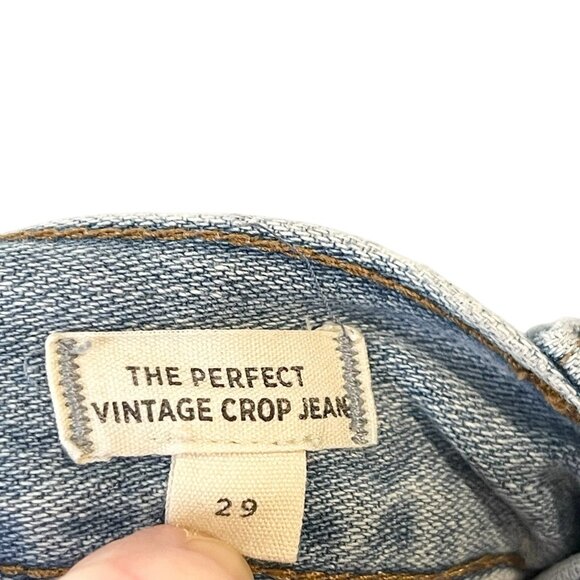 THE PERFECT
VINTAGE CROP JEAN
29